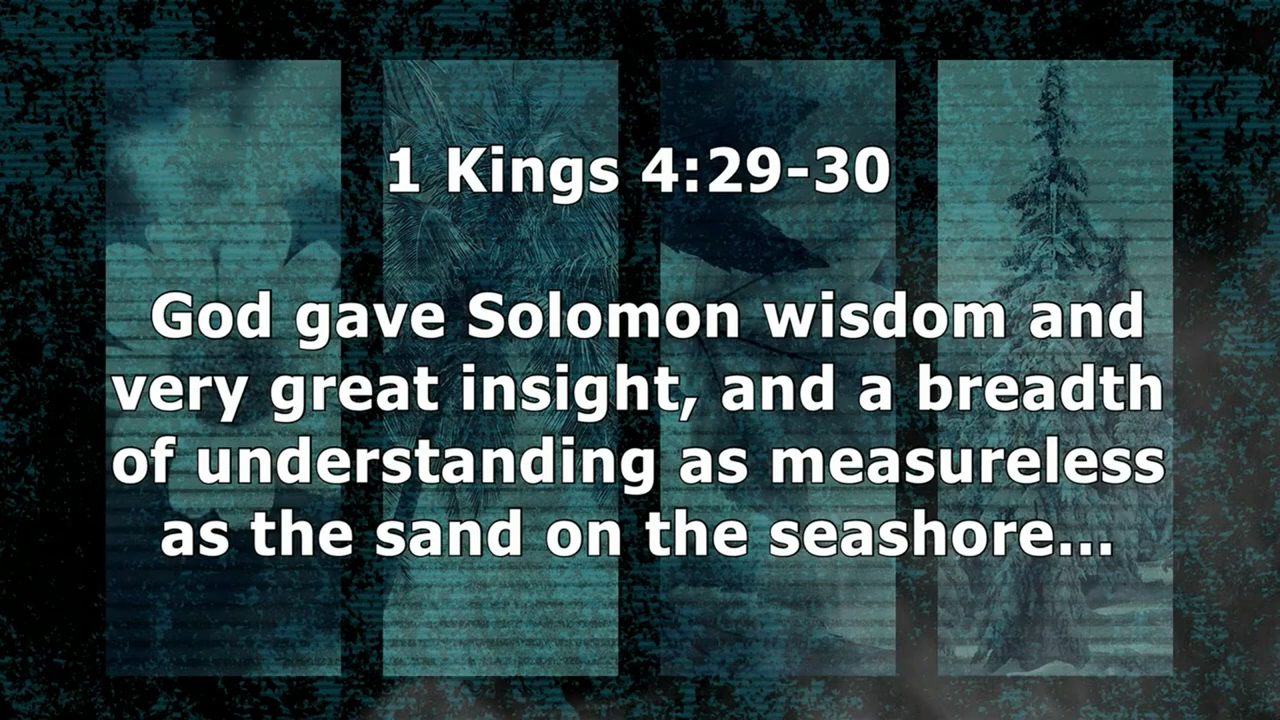 1 Kings 4:29-30
God gave Solomon wisdom and
very great insight, and a breadth
of understanding as measureless
as the sand on the seashore...